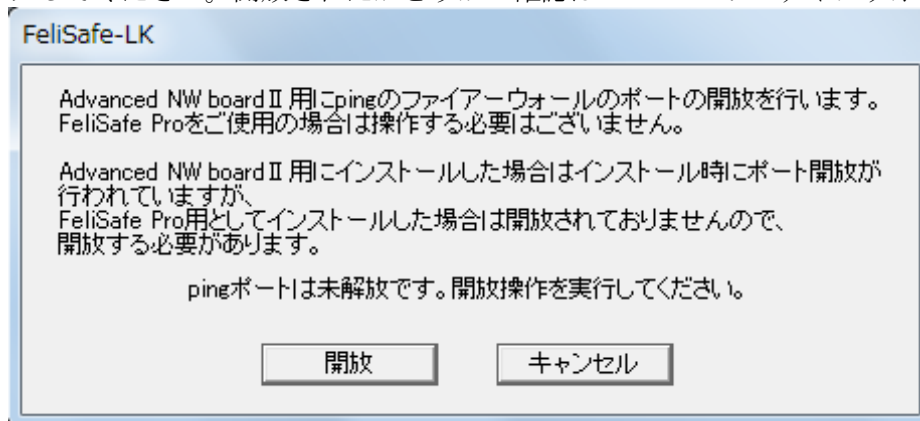 FeliSafe-LK
Advanced NW boardⅡ用にpingのファイアーウォールのポートの開放を行います。
FeliSafe Proをご使用の場合は操作する必要はございません。
Advanced NW boardⅡ用にインストールした場合はインストール時にポート開放が
行われていますが、
FeliSafe Pro用としてインストールした場合は開放されておりませんので、
開放する必要があります。
pingポートは未解放です。開放操作を実行してください。
開放
キャンセル